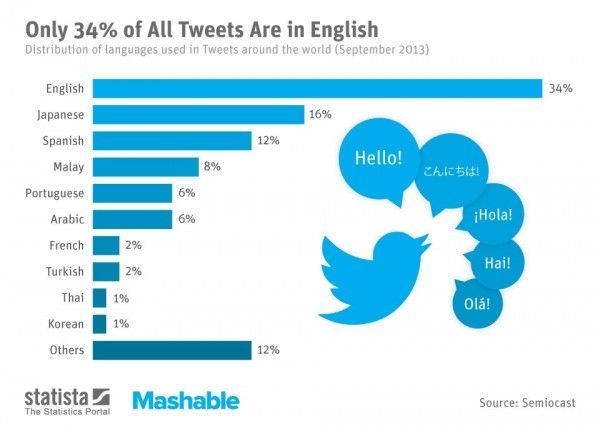 Only 34% of All Tweets Are in English
Distribution of languages used in Tweets around the world (September 2013)
English 34%
Japanese 16%
Spanish 12%
Malay 8%
Portuguese 6%
Arabic 6%
French 2%
Turkish 2%
Thai 1%
Korean 1%
Others 12%
Hello!
こんにちは!
¡Hola!
Hai!
Olá!
statista
The Statistics Portal
Mashable
Source: Semiocast